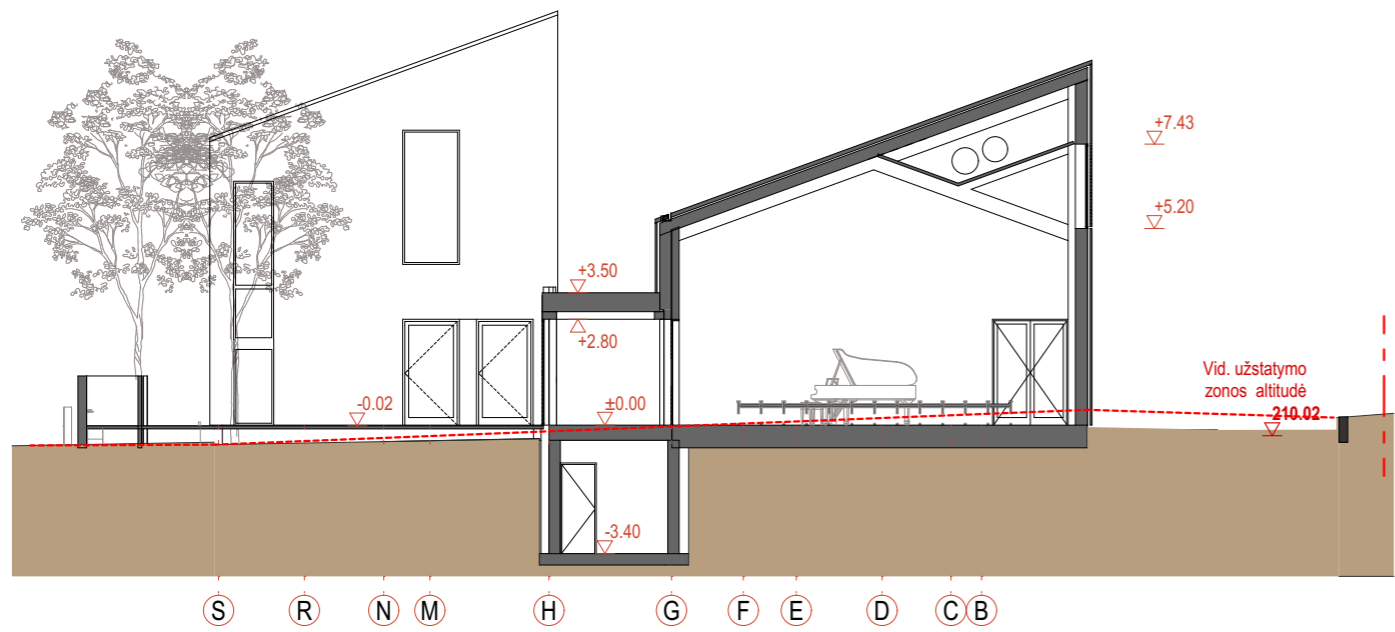 +7.43
+5.20
+3.50
+2.80
Vid. užstatymo
zonos altitudė
210.02
-0.02
±0.00
-3.40
S R N M H G F E D C B